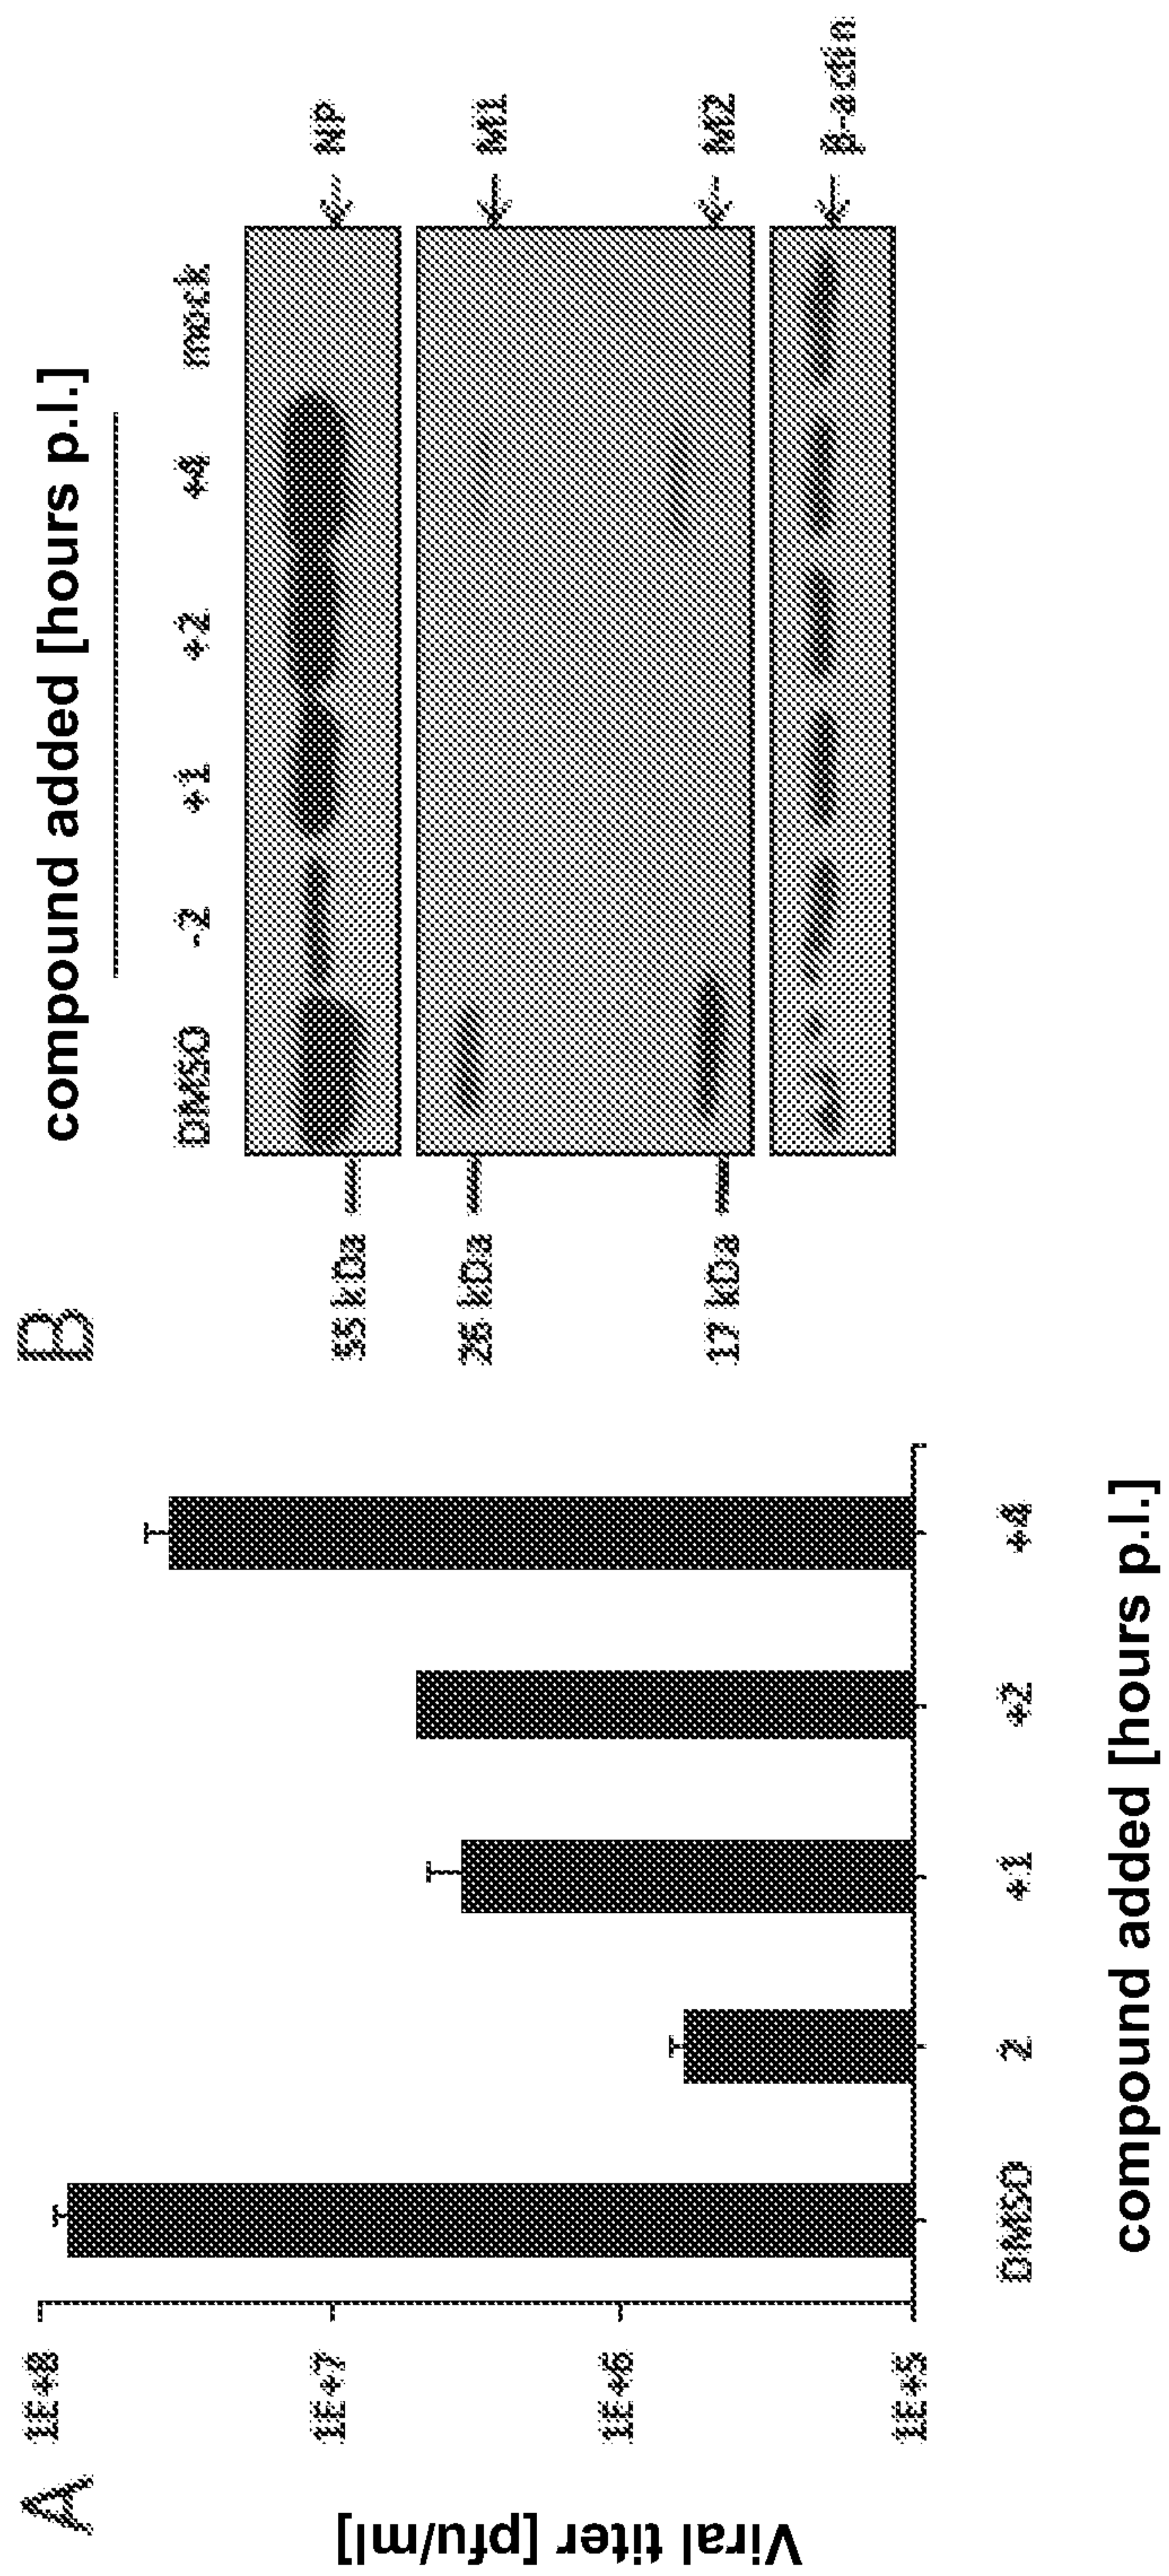 A
Viral titer [pfu/ml]
1E+8
1E+7
1E+6
1E+5
DMSO 2 +1 +2 +4
compound added [hours p.I.]
B
compound added [hours p.I.]
DMSO -2 +1 +2 +4 mock
55 kDa
26 kDa
17 kDa
NP
M1
M2
β-actin